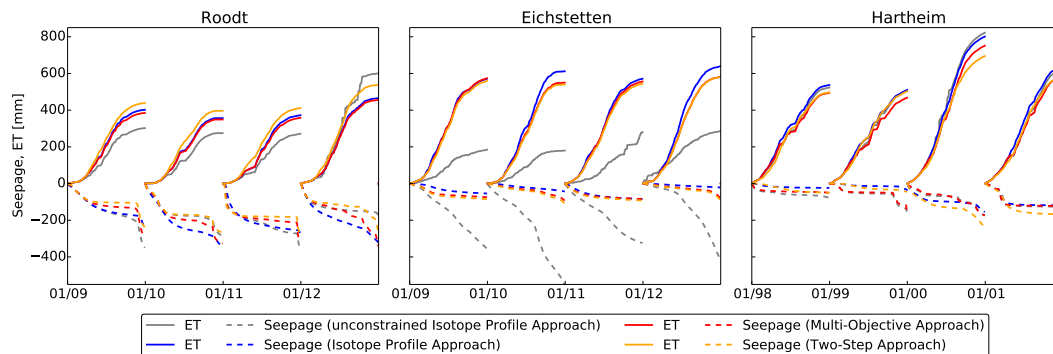 Roodt Eichstetten Hartheim
Seepage, ET [mm]
800
600
400
200
0
−200
−400
01/09 01/10 01/11 01/12 01/09 01/10 01/11 01/12 01/98 01/99 01/00 01/01
ET Seepage (unconstrained Isotope Profile Approach) ET Seepage (Multi-Objective Approach)
ET Seepage (Isotope Profile Approach) ET Seepage (Two-Step Approach)